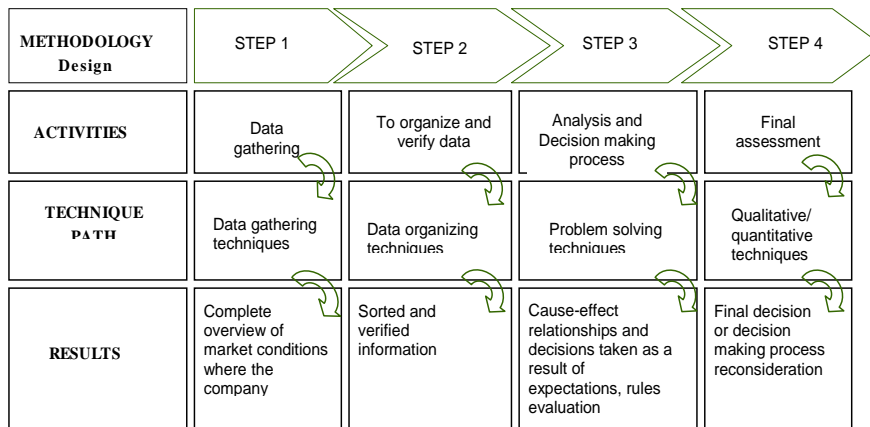 METHODOLOGY
Design
STEP 1
STEP 2
STEP 3
STEP 4
ACTIVITIES
Data
gathering
To organize and
verify data
Analysis and
Decision making
process
Final
assessment
TECHNIQUE
PATH
Data gathering
techniques
Data organizing
techniques
Problem solving
techniques
Qualitative/
quantitative
techniques
RESULTS
Complete
overview of
market conditions
where the
company
Sorted and
verified
information
Cause-effect
relationships and
decisions taken as a
result of
expectations, rules
evaluation
Final decision
or decision
making process
reconsideration